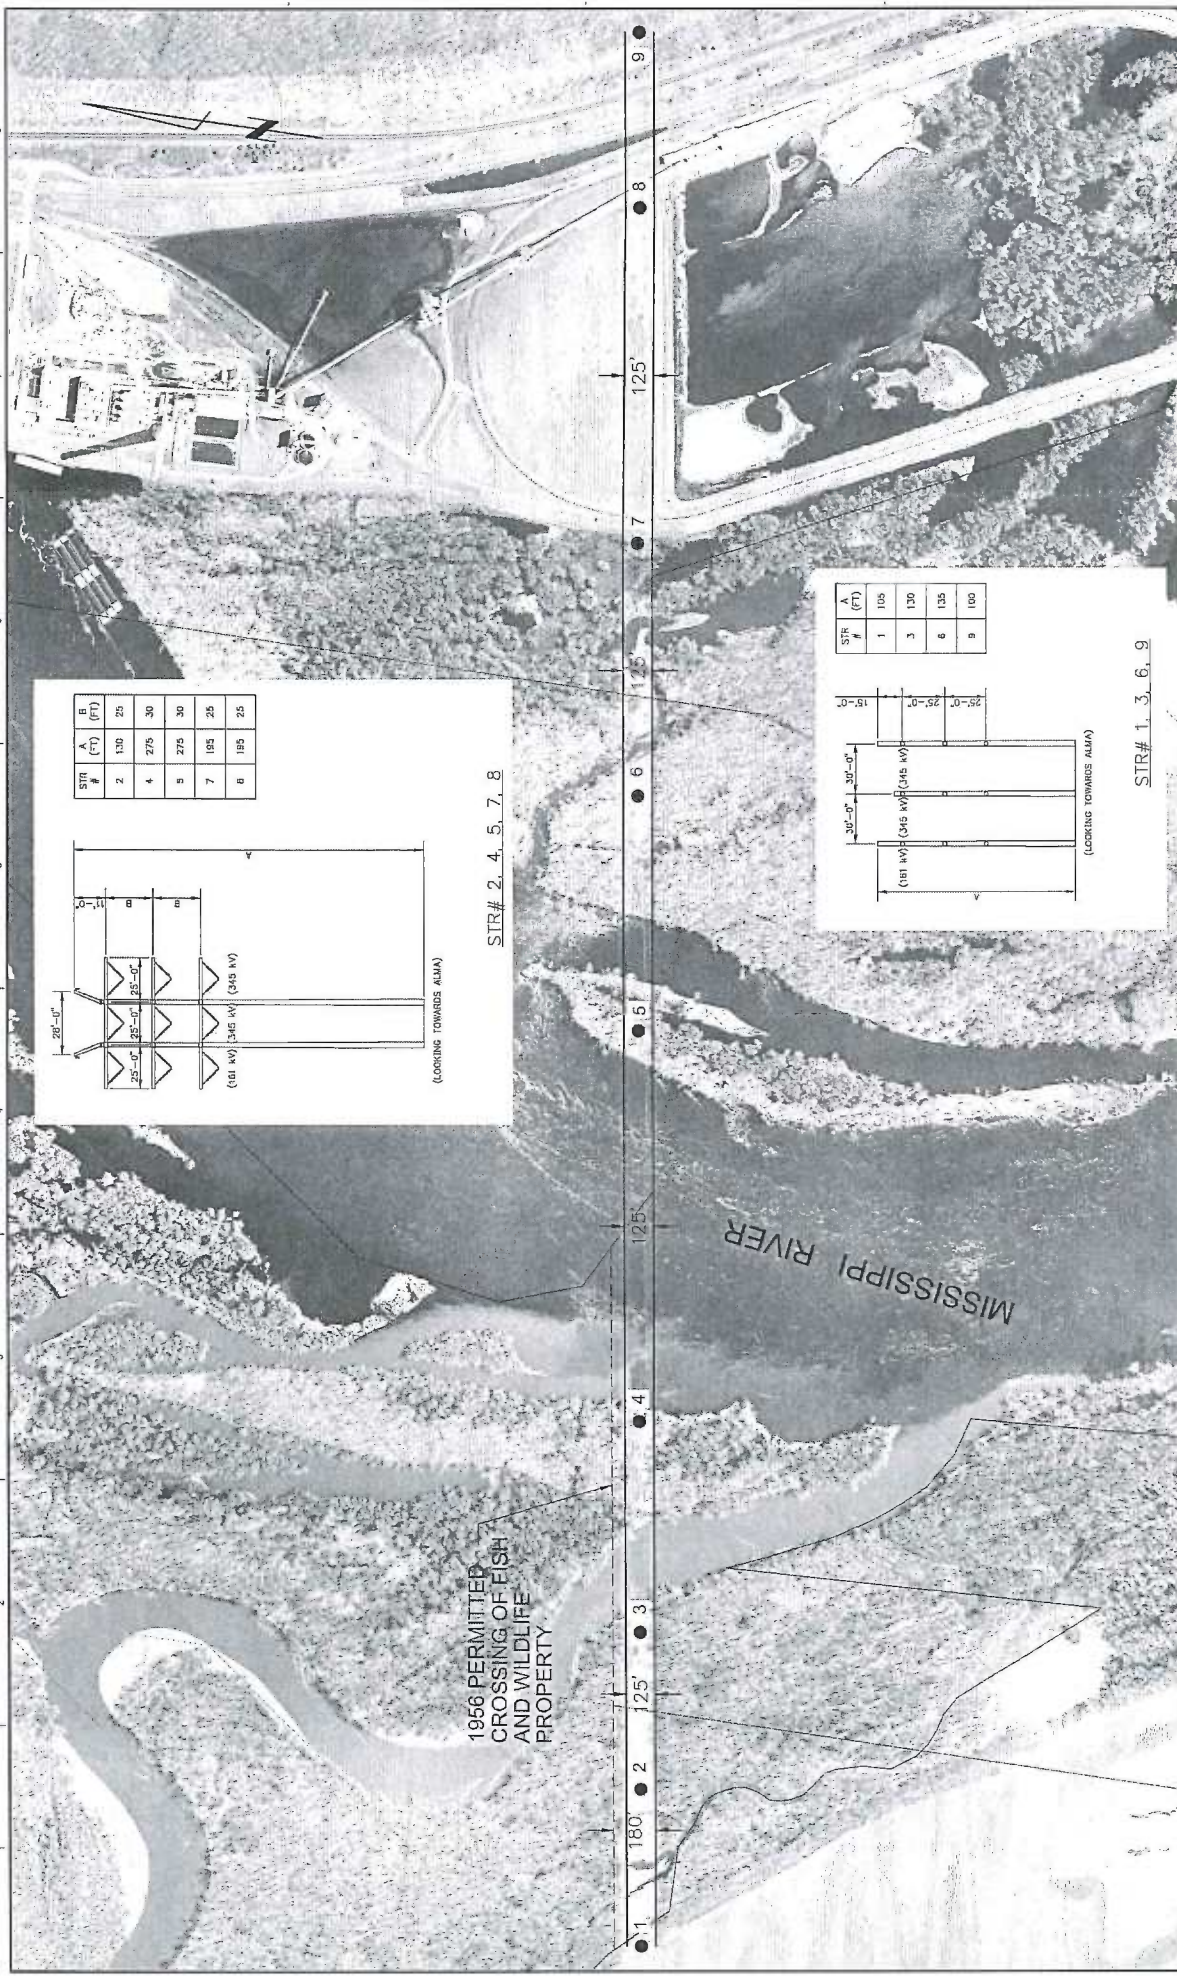 STR # A (FT) B (FT)
2 130 25
4 275 30
5 275 30
7 195 25
8 195 25
28'-0"
11'-0"
B
B
A
25'-0" 25'-0" 25'-0"
(161 kV) (345 kV) (345 kV)
(LOOKING TOWARDS ALMA)
STR# 2, 4, 5, 7, 8
STR # A (FT)
1 105
3 130
6 135
9 100
30'-0" 30'-0"
15'-0"
25'-0"
25'-0"
A
(161 kV) (345 kV) (345 kV)
(LOOKING TOWARDS ALMA)
STR# 1, 3, 6, 9
1956 PERMITTED
CROSSING OF FISH
AND WILDLIFE
PROPERTY
MISSISSIPPI RIVER
1 180' 2 125' 3 4 125' 5 6 125' 7 125' 8 9